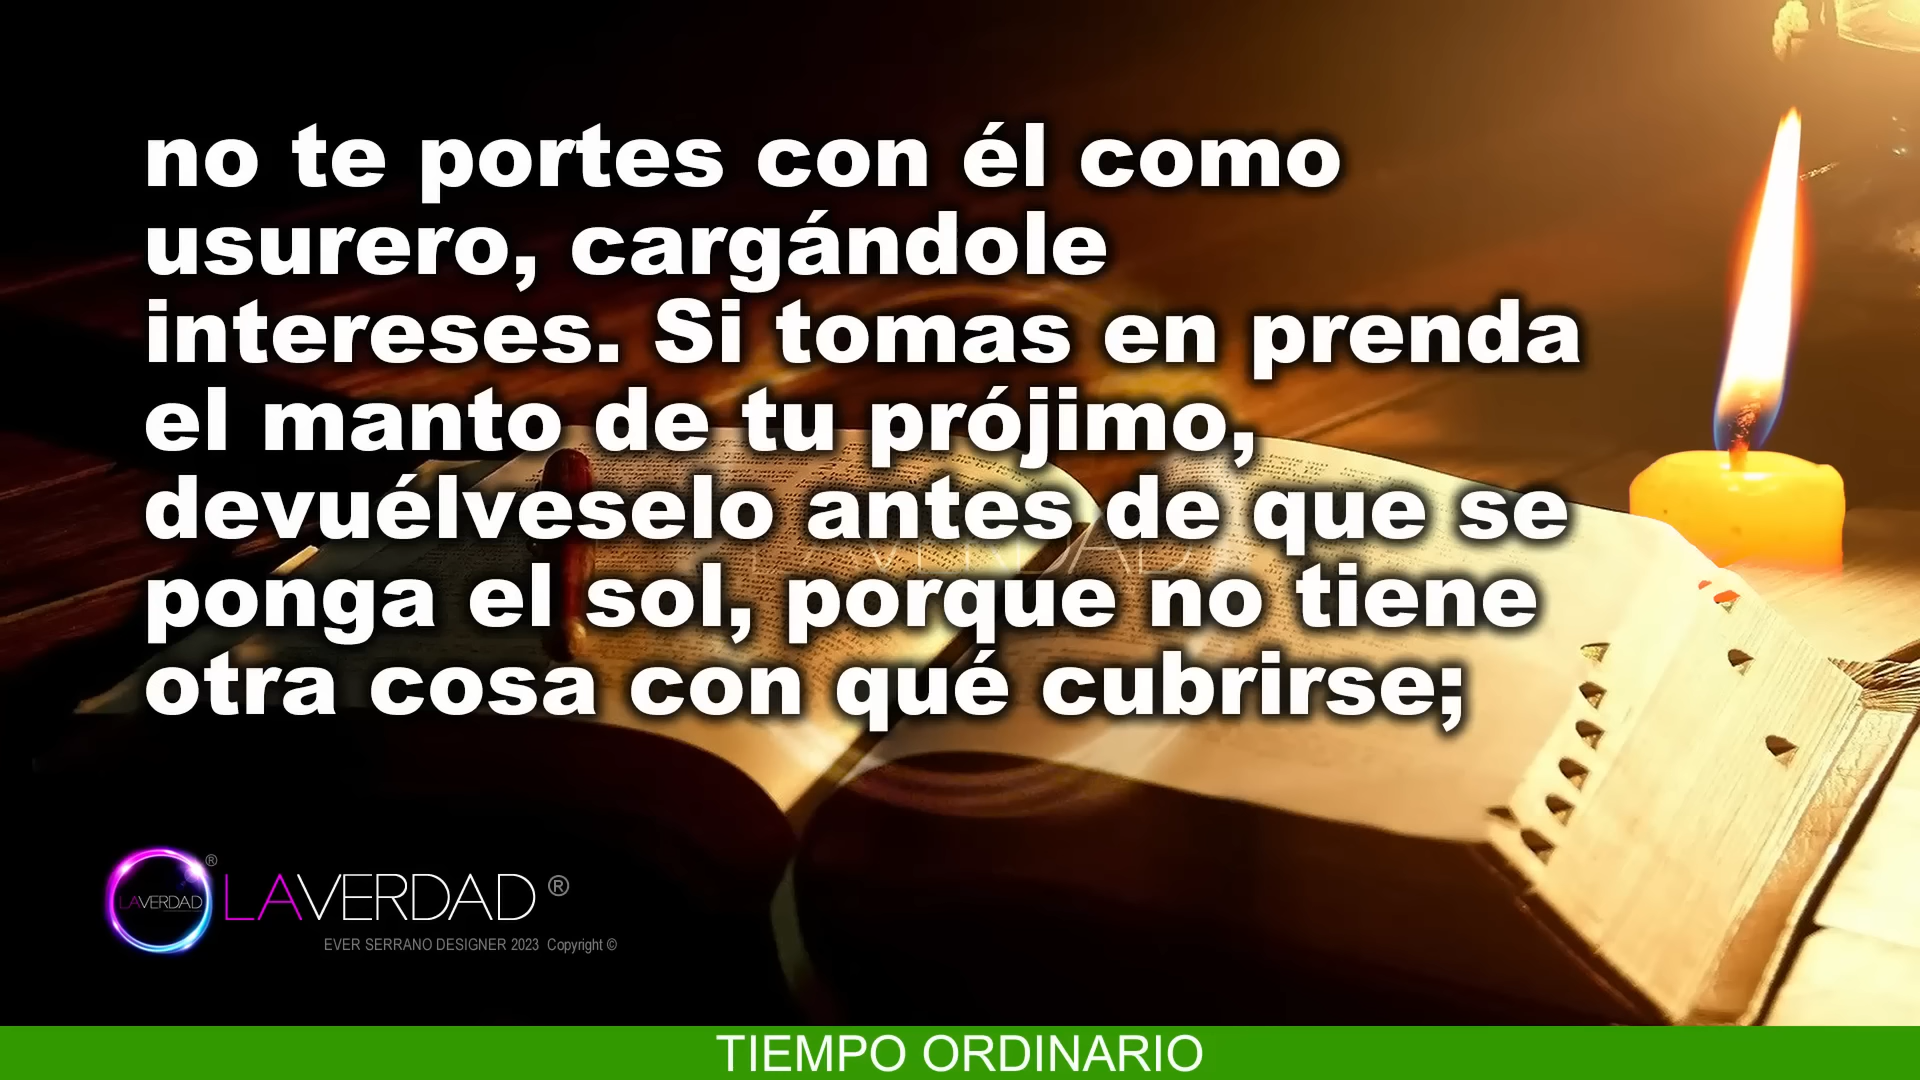 no te portes con él como
usurero, cargándole
intereses. Si tomas en prenda
el manto de tu prójimo,
devuélveselo antes de que se
ponga el sol, porque no tiene
otra cosa con qué cubrirse;
LAVERDAD
LAVERDAD ®
LAVERDAD ®
EVER SERRANO DESIGNER 2023 Copyright ©
TIEMPO ORDINARIO